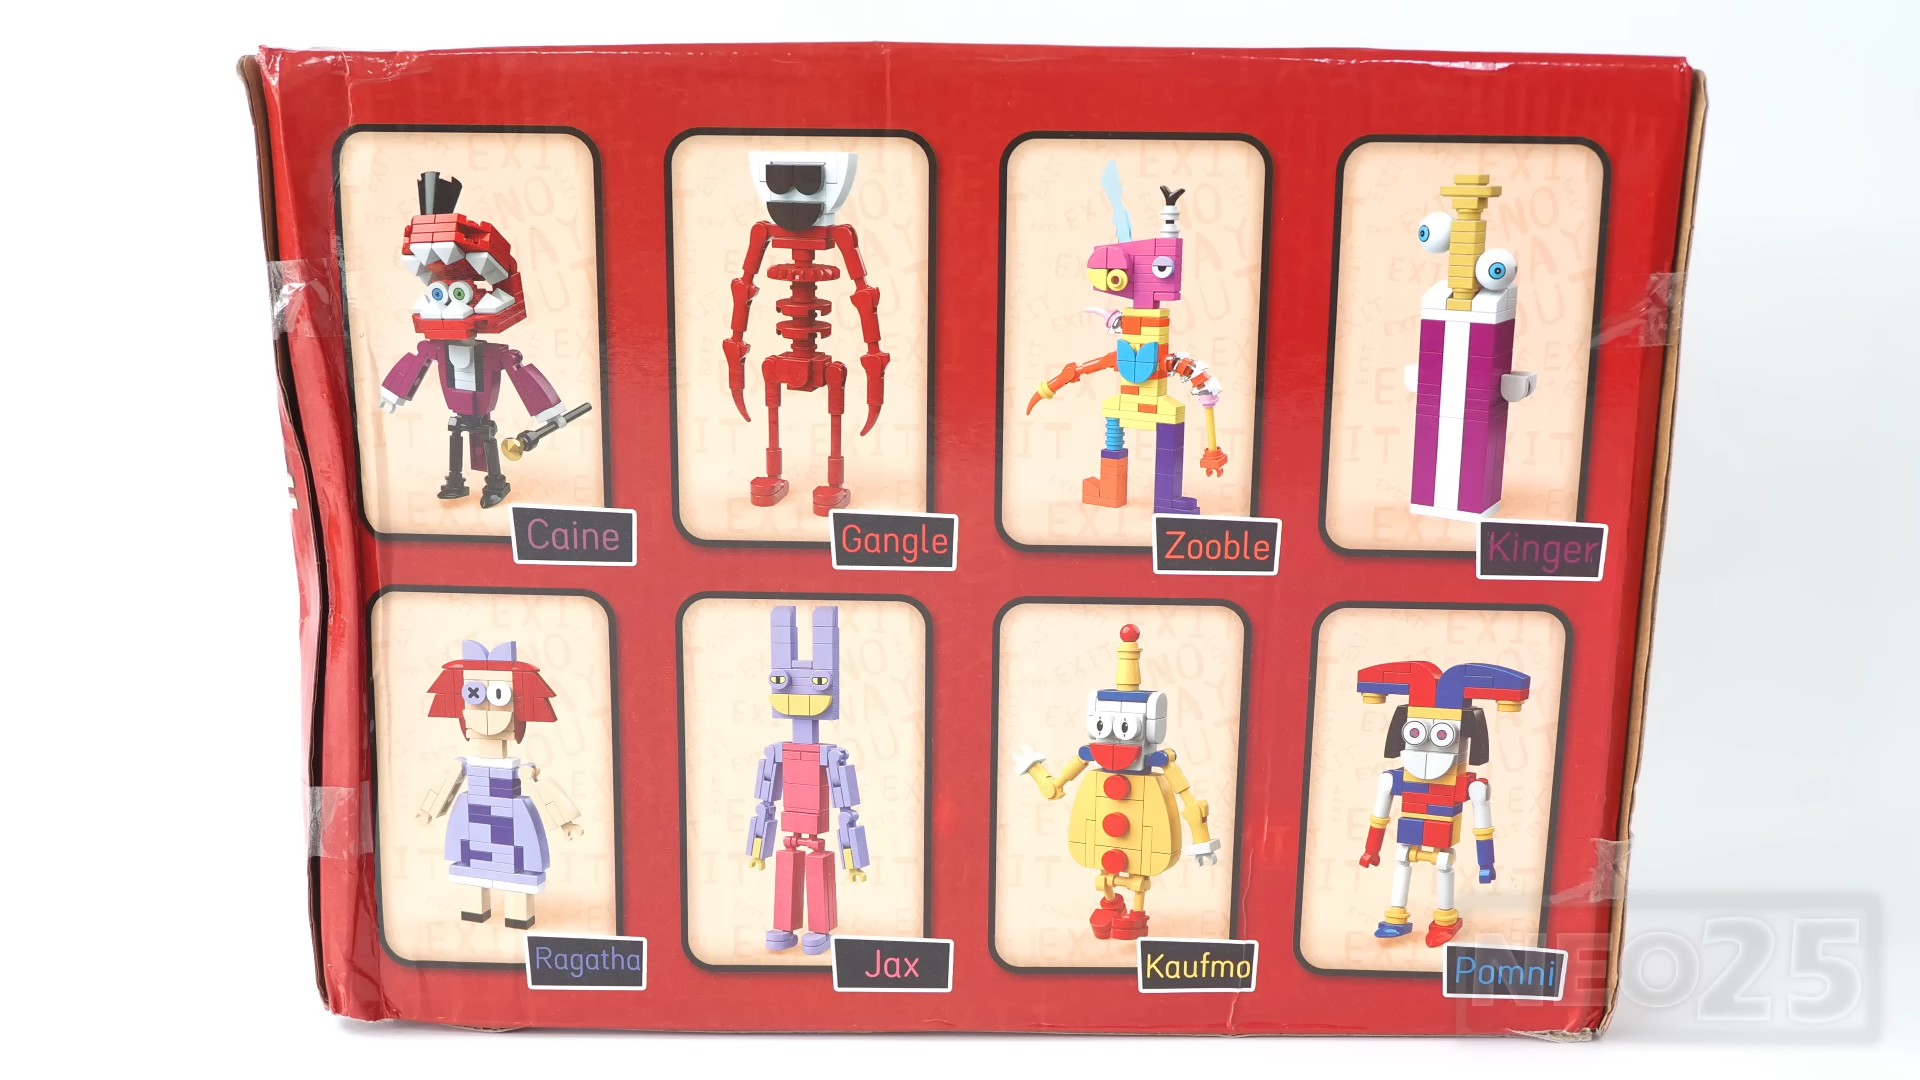 Caine
Gangle
Zooble
Kinger
Ragatha
Jax
Kaufmo
Pomni
NEO25